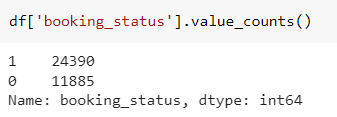 df['booking_status'].value_counts()
1    24390
0    11885
Name: booking_status, dtype: int64